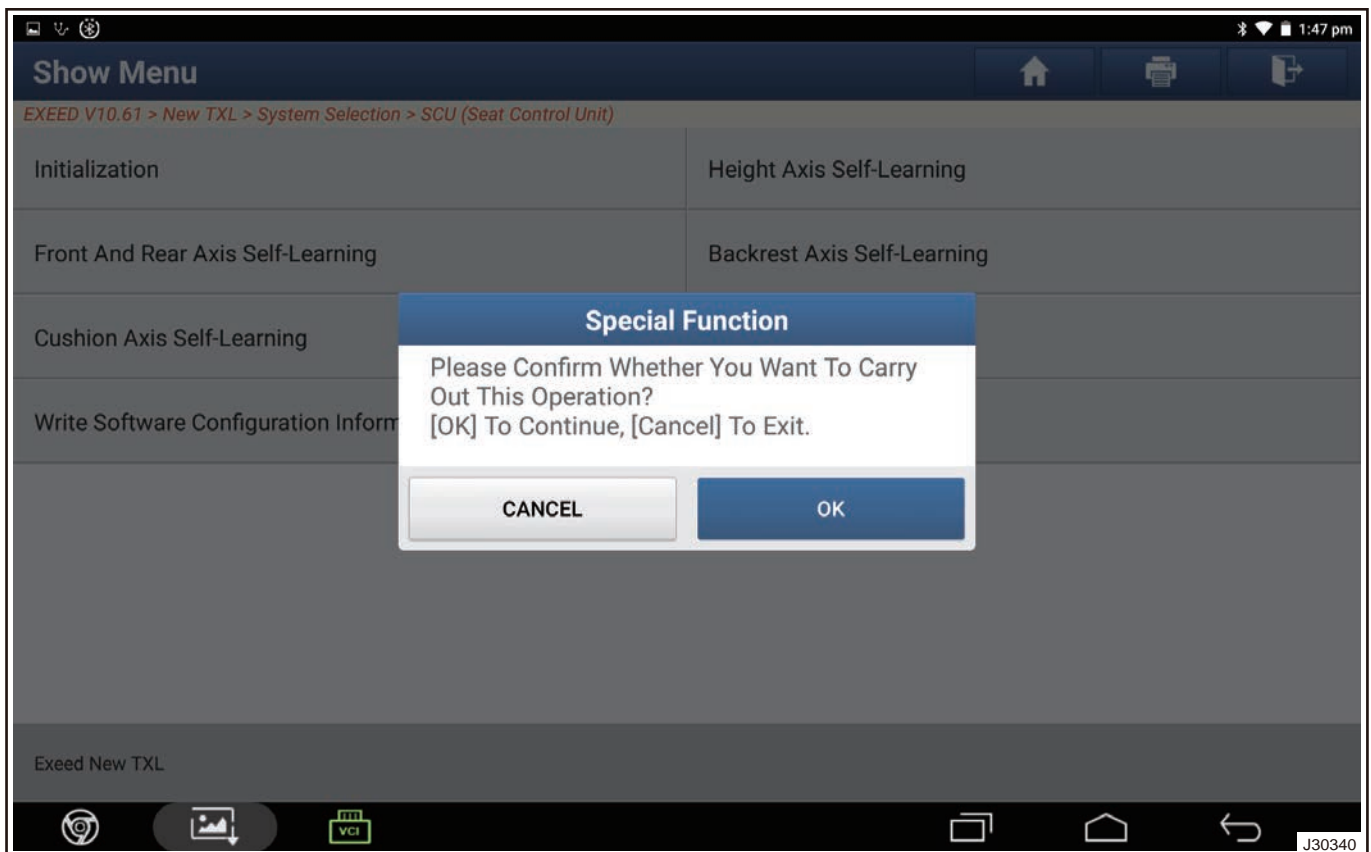 1:47 pm
Show Menu
EXEED V10.61 > New TXL > System Selection > SCU (Seat Control Unit)
Initialization
Height Axis Self-Learning
Front And Rear Axis Self-Learning
Backrest Axis Self-Learning
Cushion Axis Self-Learning
Write Software Configuration Inform
Special Function
Please Confirm Whether You Want To Carry
Out This Operation?
[OK] To Continue, [Cancel] To Exit.
CANCEL
OK
Exeed New TXL
VCI
J30340